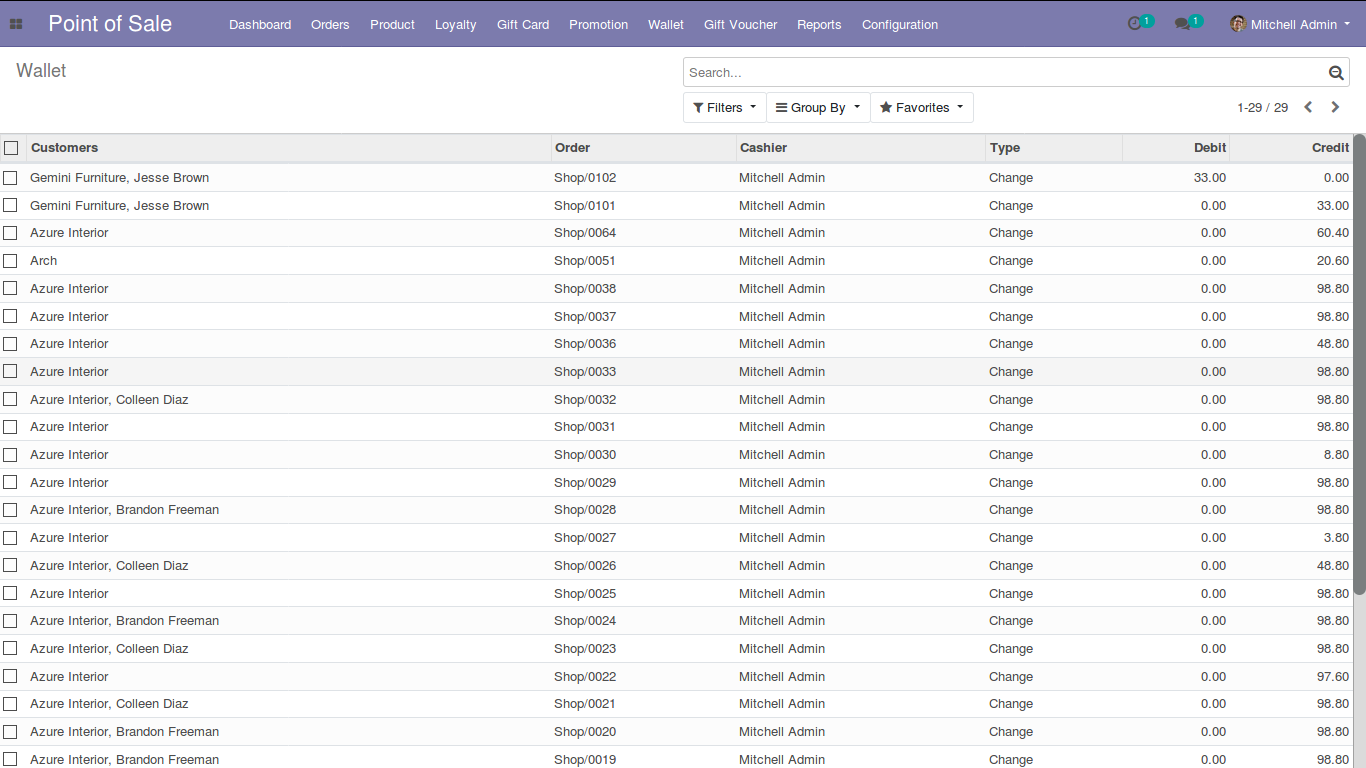 Point of Sale Dashboard Orders Product Loyalty Gift Card Promotion Wallet Gift Voucher Reports Configuration 1 1 Mitchell Admin
Wallet Search...
Filters Group By Favorites 1-29 / 29
Customers Order Cashier Type Debit Credit
Gemini Furniture, Jesse Brown Shop/0102 Mitchell Admin Change 33.00 0.00
Gemini Furniture, Jesse Brown Shop/0101 Mitchell Admin Change 0.00 33.00
Azure Interior Shop/0064 Mitchell Admin Change 0.00 60.40
Arch Shop/0051 Mitchell Admin Change 0.00 20.60
Azure Interior Shop/0038 Mitchell Admin Change 0.00 98.80
Azure Interior Shop/0037 Mitchell Admin Change 0.00 98.80
Azure Interior Shop/0036 Mitchell Admin Change 0.00 48.80
Azure Interior Shop/0033 Mitchell Admin Change 0.00 98.80
Azure Interior, Colleen Diaz Shop/0032 Mitchell Admin Change 0.00 98.80
Azure Interior Shop/0031 Mitchell Admin Change 0.00 98.80
Azure Interior Shop/0030 Mitchell Admin Change 0.00 8.80
Azure Interior Shop/0029 Mitchell Admin Change 0.00 98.80
Azure Interior, Brandon Freeman Shop/0028 Mitchell Admin Change 0.00 98.80
Azure Interior Shop/0027 Mitchell Admin Change 0.00 3.80
Azure Interior, Colleen Diaz Shop/0026 Mitchell Admin Change 0.00 48.80
Azure Interior Shop/0025 Mitchell Admin Change 0.00 98.80
Azure Interior, Brandon Freeman Shop/0024 Mitchell Admin Change 0.00 98.80
Azure Interior, Colleen Diaz Shop/0023 Mitchell Admin Change 0.00 98.80
Azure Interior Shop/0022 Mitchell Admin Change 0.00 97.60
Azure Interior, Colleen Diaz Shop/0021 Mitchell Admin Change 0.00 98.80
Azure Interior, Brandon Freeman Shop/0020 Mitchell Admin Change 0.00 98.80
Azure Interior, Brandon Freeman Shop/0019 Mitchell Admin Change 0.00 98.80